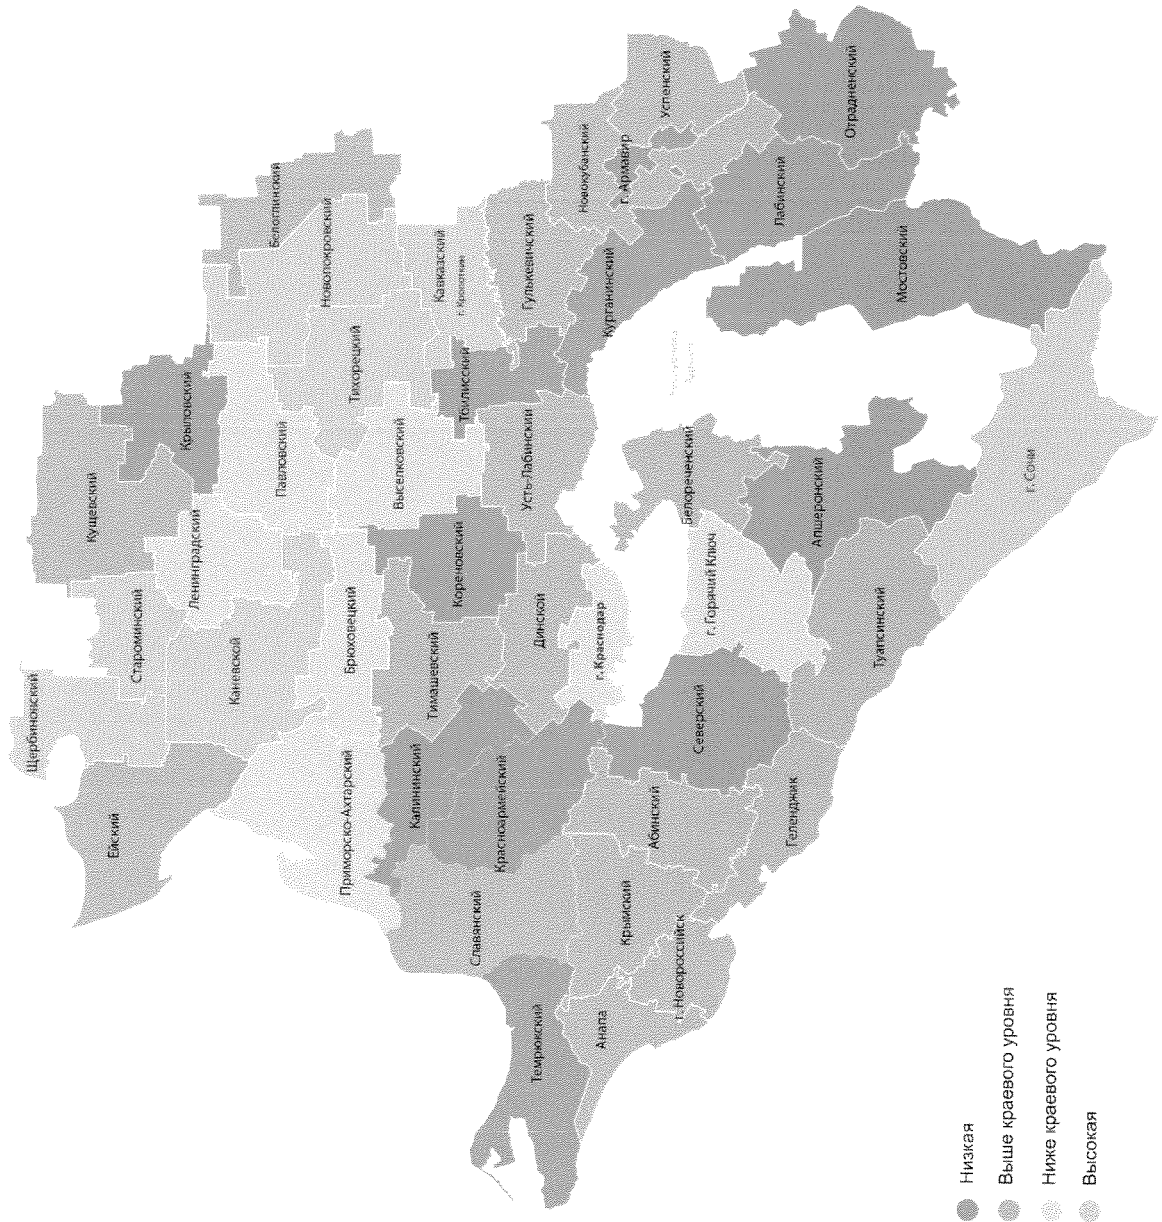 Щербиновский
Ейский
Староминский
Кущевский
Крыловский
Ленинградский
Каневской
Павловский
Белоглинский
Новопокровский
Тихорецкий
Приморско-Ахтарский
Брюховецкий
Выселковский
Кавказский
г. Кропоткин
Калининский
Тимашевский
Кореновский
Тбилисский
Славянский
Красноармейский
Динской
Усть-Лабинский
Гулькевичский
Новокубанский
г. Армавир
Успенский
Темрюкский
Анапа
Крымский
Абинский
г. Краснодар
Курганинский
г. Новороссийск
Северский
г. Горячий Ключ
Белореченский
Лабинский
Отрадненский
Геленджик
Туапсинский
Апшеронский
Мостовский
г. Сочи
Низкая
Выше краевого уровня
Ниже краевого уровня
Высокая